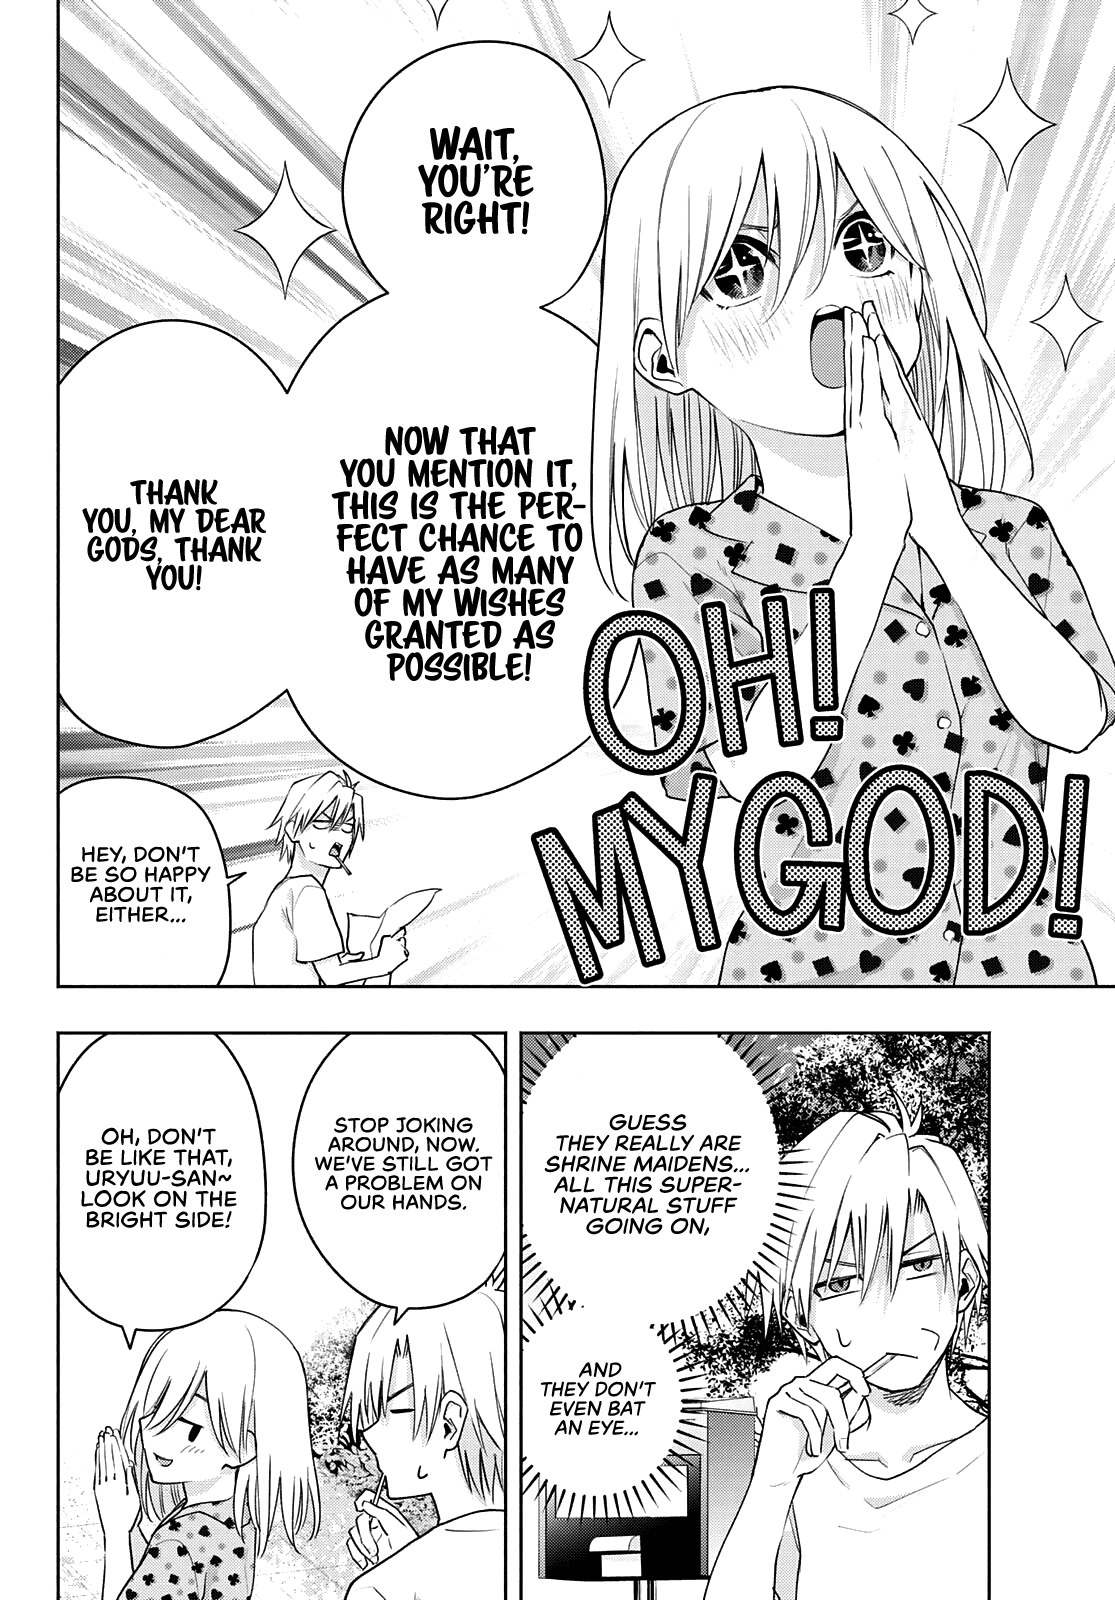 WAIT,
YOU'RE
RIGHT!
NOW THAT
YOU MENTION IT,
THIS IS THE PER-
FECT CHANCE TO
HAVE AS MANY
OF MY WISHES
GRANTED AS
POSSIBLE!
THANK
YOU, MY DEAR
GODS, THANK
YOU!
OH!
MY GOD!
HEY, DON'T
BE SO HAPPY
ABOUT IT,
EITHER...
OH, DON'T
BE LIKE THAT,
URYUU-SAN~
LOOK ON THE
BRIGHT SIDE!
STOP JOKING
AROUND, NOW.
WE'VE STILL GOT
A PROBLEM ON
OUR HANDS.
GUESS
THEY REALLY ARE
SHRINE MAIDENS...
ALL THIS SUPER-
NATURAL STUFF
GOING ON,
AND
THEY DON'T
EVEN BAT
AN EYE...